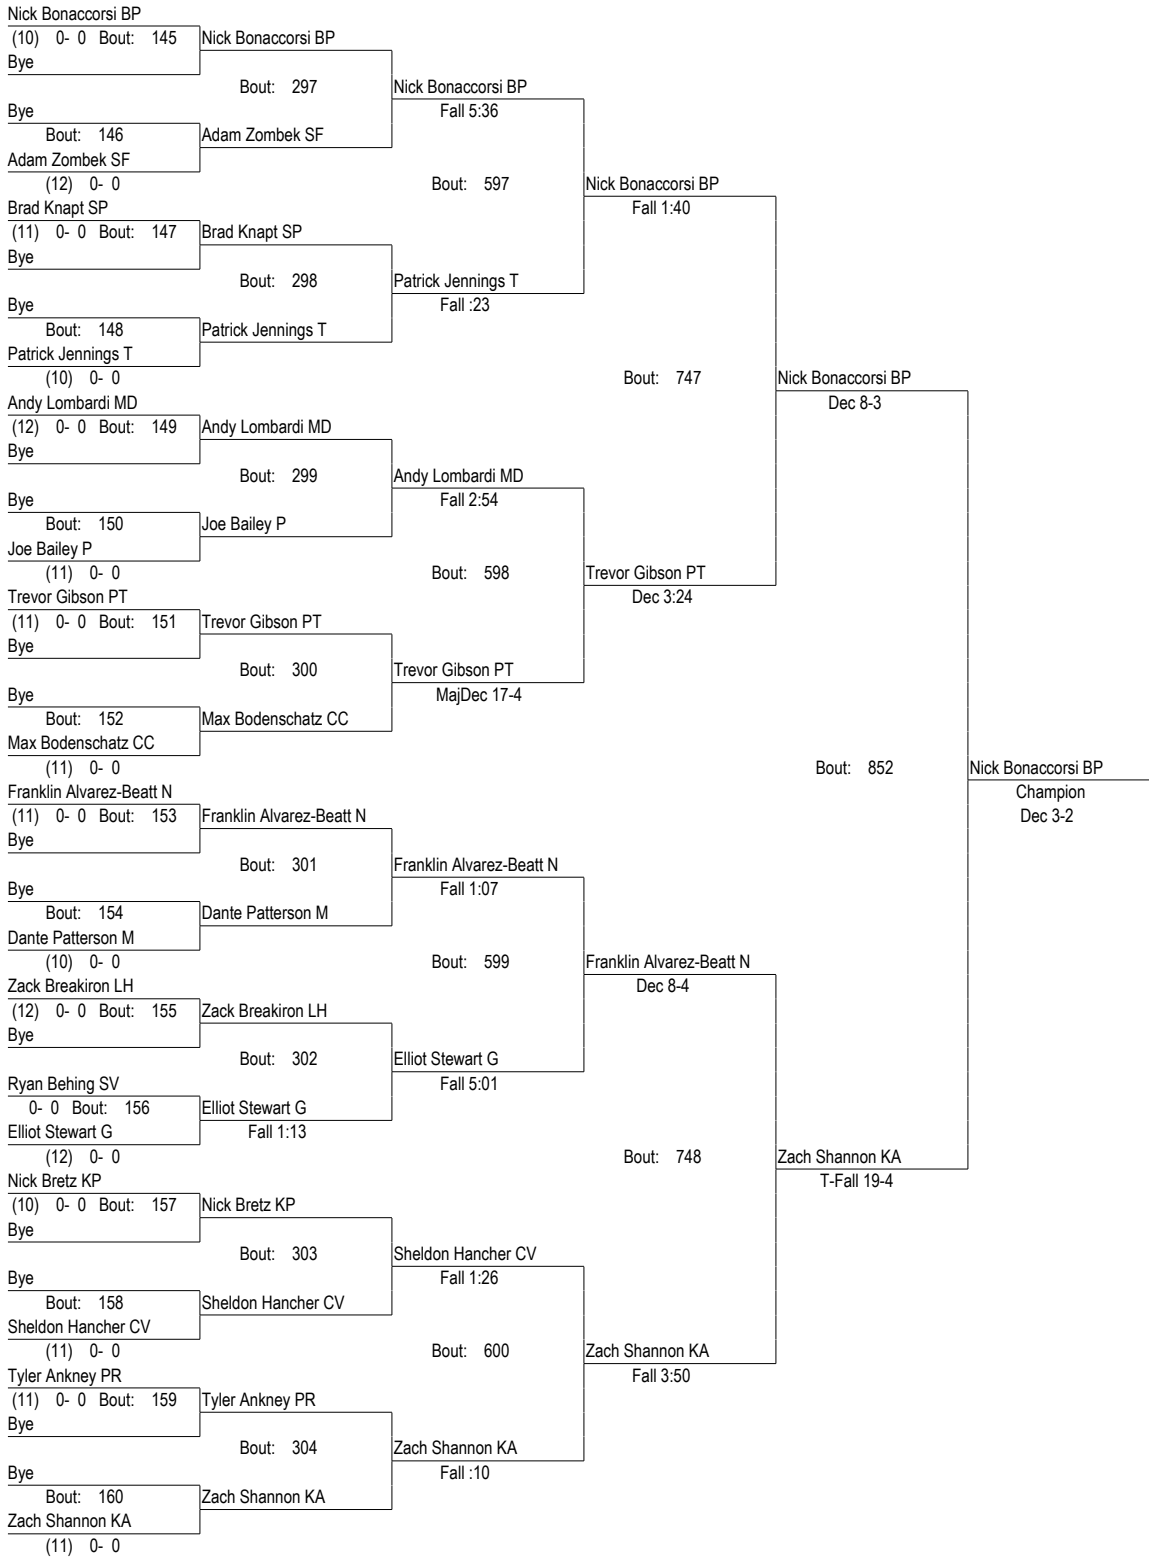 Nick Bonaccorsi BP
(10) 0- 0 Bout: 145 Nick Bonaccorsi BP
Bye
Bout: 297 Nick Bonaccorsi BP
Bye Fall 5:36
Bout: 146 Adam Zombek SF
Adam Zombek SF
(12) 0- 0 Bout: 597 Nick Bonaccorsi BP
Brad Knapt SP Fall 1:40
(11) 0- 0 Bout: 147 Brad Knapt SP
Bye
Bout: 298 Patrick Jennings T
Bye Fall :23
Bout: 148 Patrick Jennings T
Patrick Jennings T
(10) 0- 0 Bout: 747 Nick Bonaccorsi BP
Andy Lombardi MD Dec 8-3
(12) 0- 0 Bout: 149 Andy Lombardi MD
Bye
Bout: 299 Andy Lombardi MD
Bye Fall 2:54
Bout: 150 Joe Bailey P
Joe Bailey P
(11) 0- 0 Bout: 598 Trevor Gibson PT
Trevor Gibson PT Dec 3:24
(11) 0- 0 Bout: 151 Trevor Gibson PT
Bye
Bout: 300 Trevor Gibson PT
Bye MajDec 17-4
Bout: 152 Max Bodenschatz CC
Max Bodenschatz CC
(11) 0- 0 Bout: 852 Nick Bonaccorsi BP
Franklin Alvarez-Beatt N Champion
(11) 0- 0 Bout: 153 Franklin Alvarez-Beatt N Dec 3-2
Bye
Bout: 301 Franklin Alvarez-Beatt N
Bye Fall 1:07
Bout: 154 Dante Patterson M
Dante Patterson M
(10) 0- 0 Bout: 599 Franklin Alvarez-Beatt N
Zack Breakiron LH Dec 8-4
(12) 0- 0 Bout: 155 Zack Breakiron LH
Bye
Bout: 302 Elliot Stewart G
Ryan Behing SV Fall 5:01
0- 0 Bout: 156 Elliot Stewart G
Elliot Stewart G Fall 1:13
(12) 0- 0 Bout: 748 Zach Shannon KA
Nick Bretz KP T-Fall 19-4
(10) 0- 0 Bout: 157 Nick Bretz KP
Bye
Bout: 303 Sheldon Hancher CV
Bye Fall 1:26
Bout: 158 Sheldon Hancher CV
Sheldon Hancher CV
(11) 0- 0 Bout: 600 Zach Shannon KA
Tyler Ankney PR Fall 3:50
(11) 0- 0 Bout: 159 Tyler Ankney PR
Bye
Bout: 304 Zach Shannon KA
Bye Fall :10
Bout: 160 Zach Shannon KA
Zach Shannon KA
(11) 0- 0